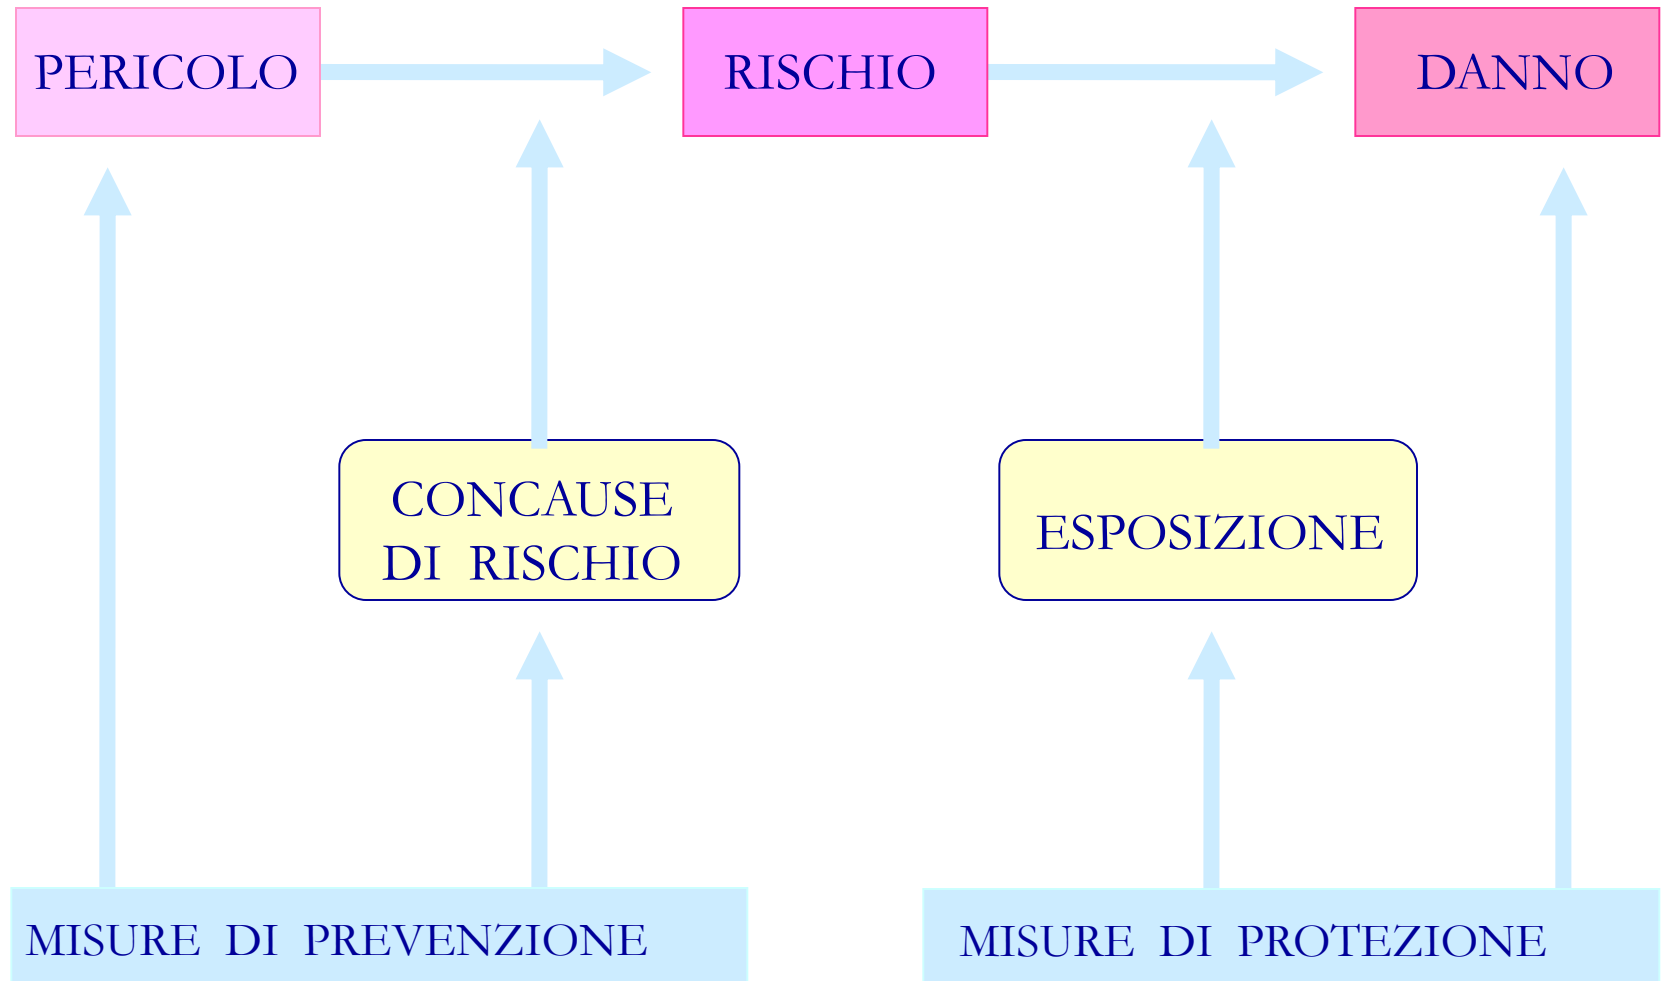 PERICOLO
RISCHIO
DANNO
CONCAUSE
DI RISCHIO
ESPOSIZIONE
MISURE DI PREVENZIONE
MISURE DI PROTEZIONE